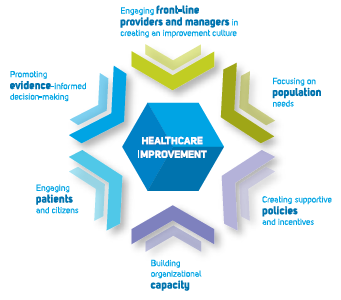 Engaging front-line
providers and managers in
creating an improvement culture
Promoting
evidence-informed
decision-making
Focusing on
population
needs
HEALTHCARE
IMPROVEMENT
Engaging
patients
and citizens
Creating supportive
policies
and incentives
Building
organizational
capacity